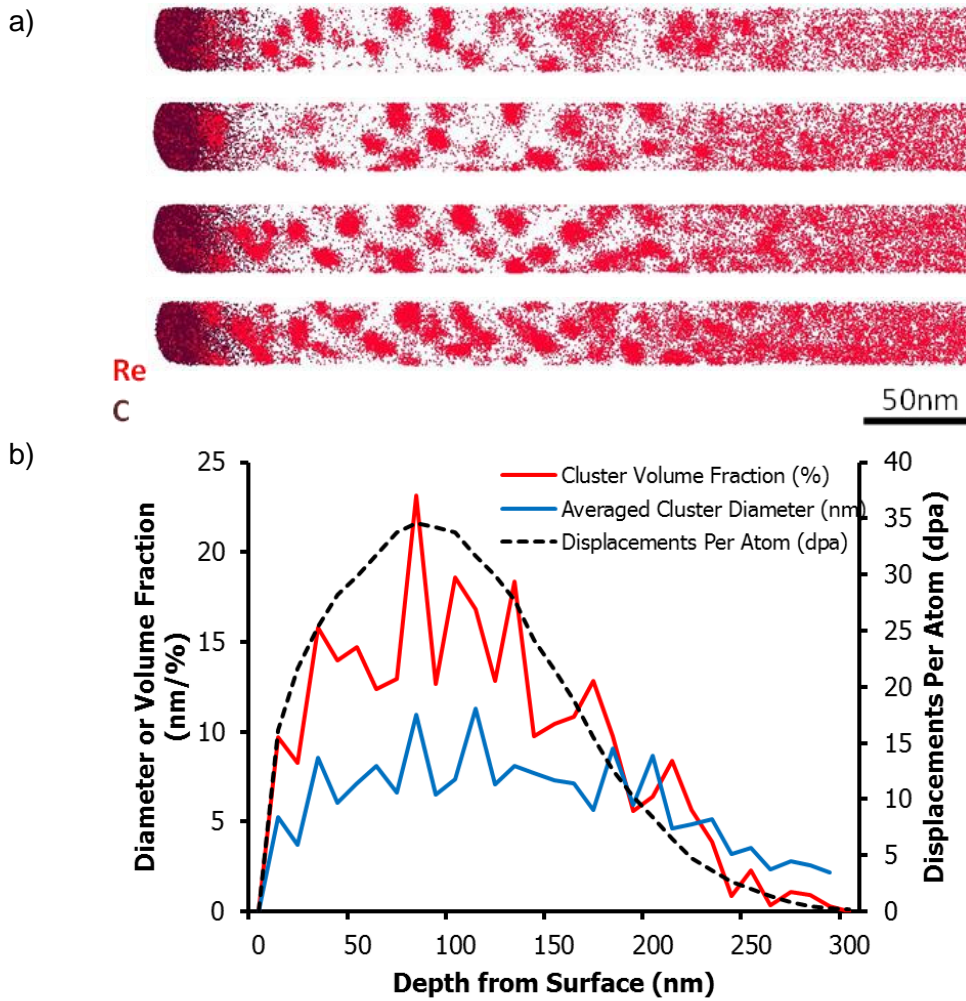 a)
Re
C
50nm
b)
Cluster Volume Fraction (%)
Averaged Cluster Diameter (nm)
Displacements Per Atom (dpa)
Diameter or Volume Fraction
(nm/%)
25
20
15
10
5
0
40
35
30
25
20
15
10
5
0
Displacements Per Atom (dpa)
0 50 100 150 200 250 300
Depth from Surface (nm)